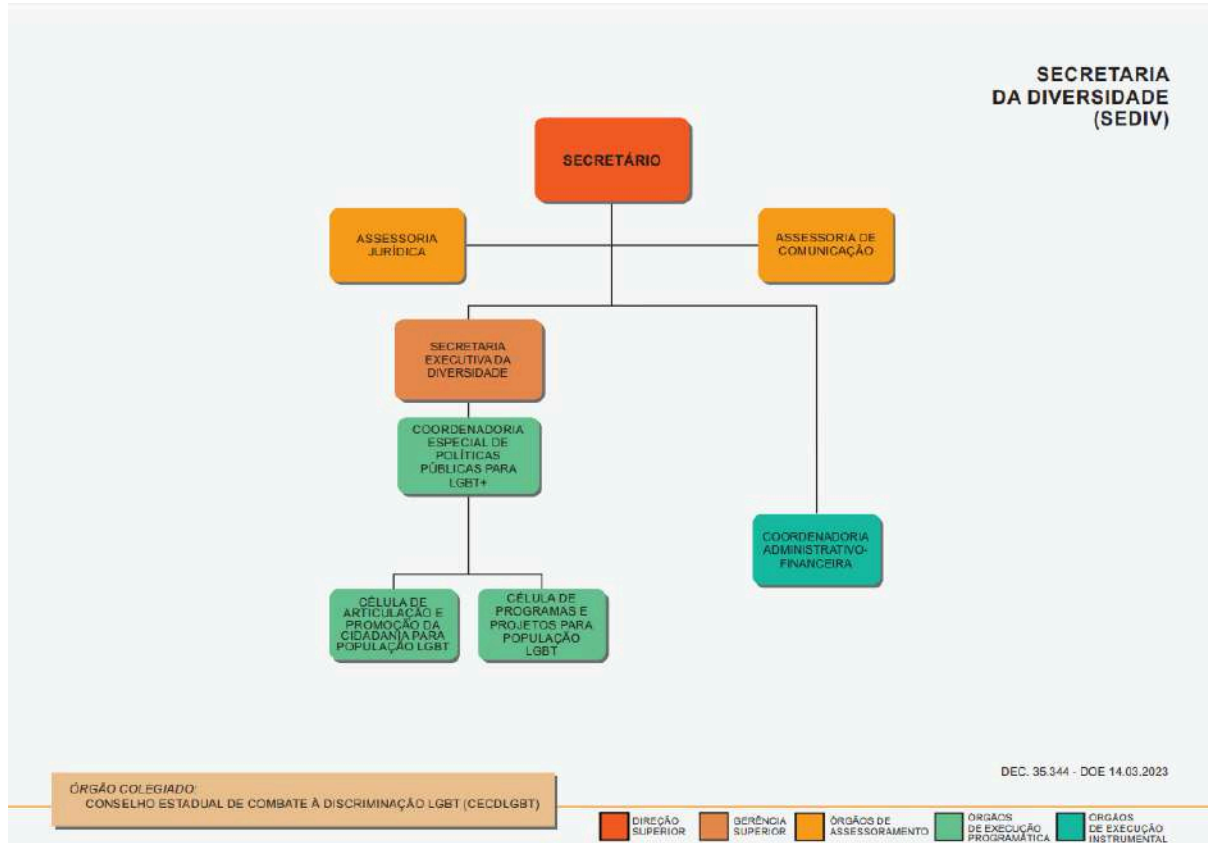 SECRETARIA
DA DIVERSIDADE
(SEDIV)
SECRETÁRIO
ASSESSORIA
JURÍDICA
ASSESSORIA DE
COMUNICAÇÃO
SECRETARIA
EXECUTIVA DA
DIVERSIDADE
COORDENADORIA
ESPECIAL DE
POLÍTICAS
PÚBLICAS PARA
LGBT+
COORDENADORIA
ADMINISTRATIVO-
FINANCEIRA
CÉLULA DE
ARTICULAÇÃO E
PROMOÇÃO DA
CIDADANIA PARA
POPULAÇÃO LGBT
CÉLULA DE
PROGRAMAS E
PROJETOS PARA
POPULAÇÃO
LGBT
DEC. 35.344 - DOE 14.03.2023
ÓRGÃO COLEGIADO:
CONSELHO ESTADUAL DE COMBATE À DISCRIMINAÇÃO LGBT (CECDLGBT)
DIREÇÃO
SUPERIOR
GERÊNCIA
SUPERIOR
ÓRGÃOS DE
ASSESSORAMENTO
ÓRGÃOS
DE EXECUÇÃO
PROGRAMÁTICA
ÓRGÃOS
DE EXECUÇÃO
INSTRUMENTAL